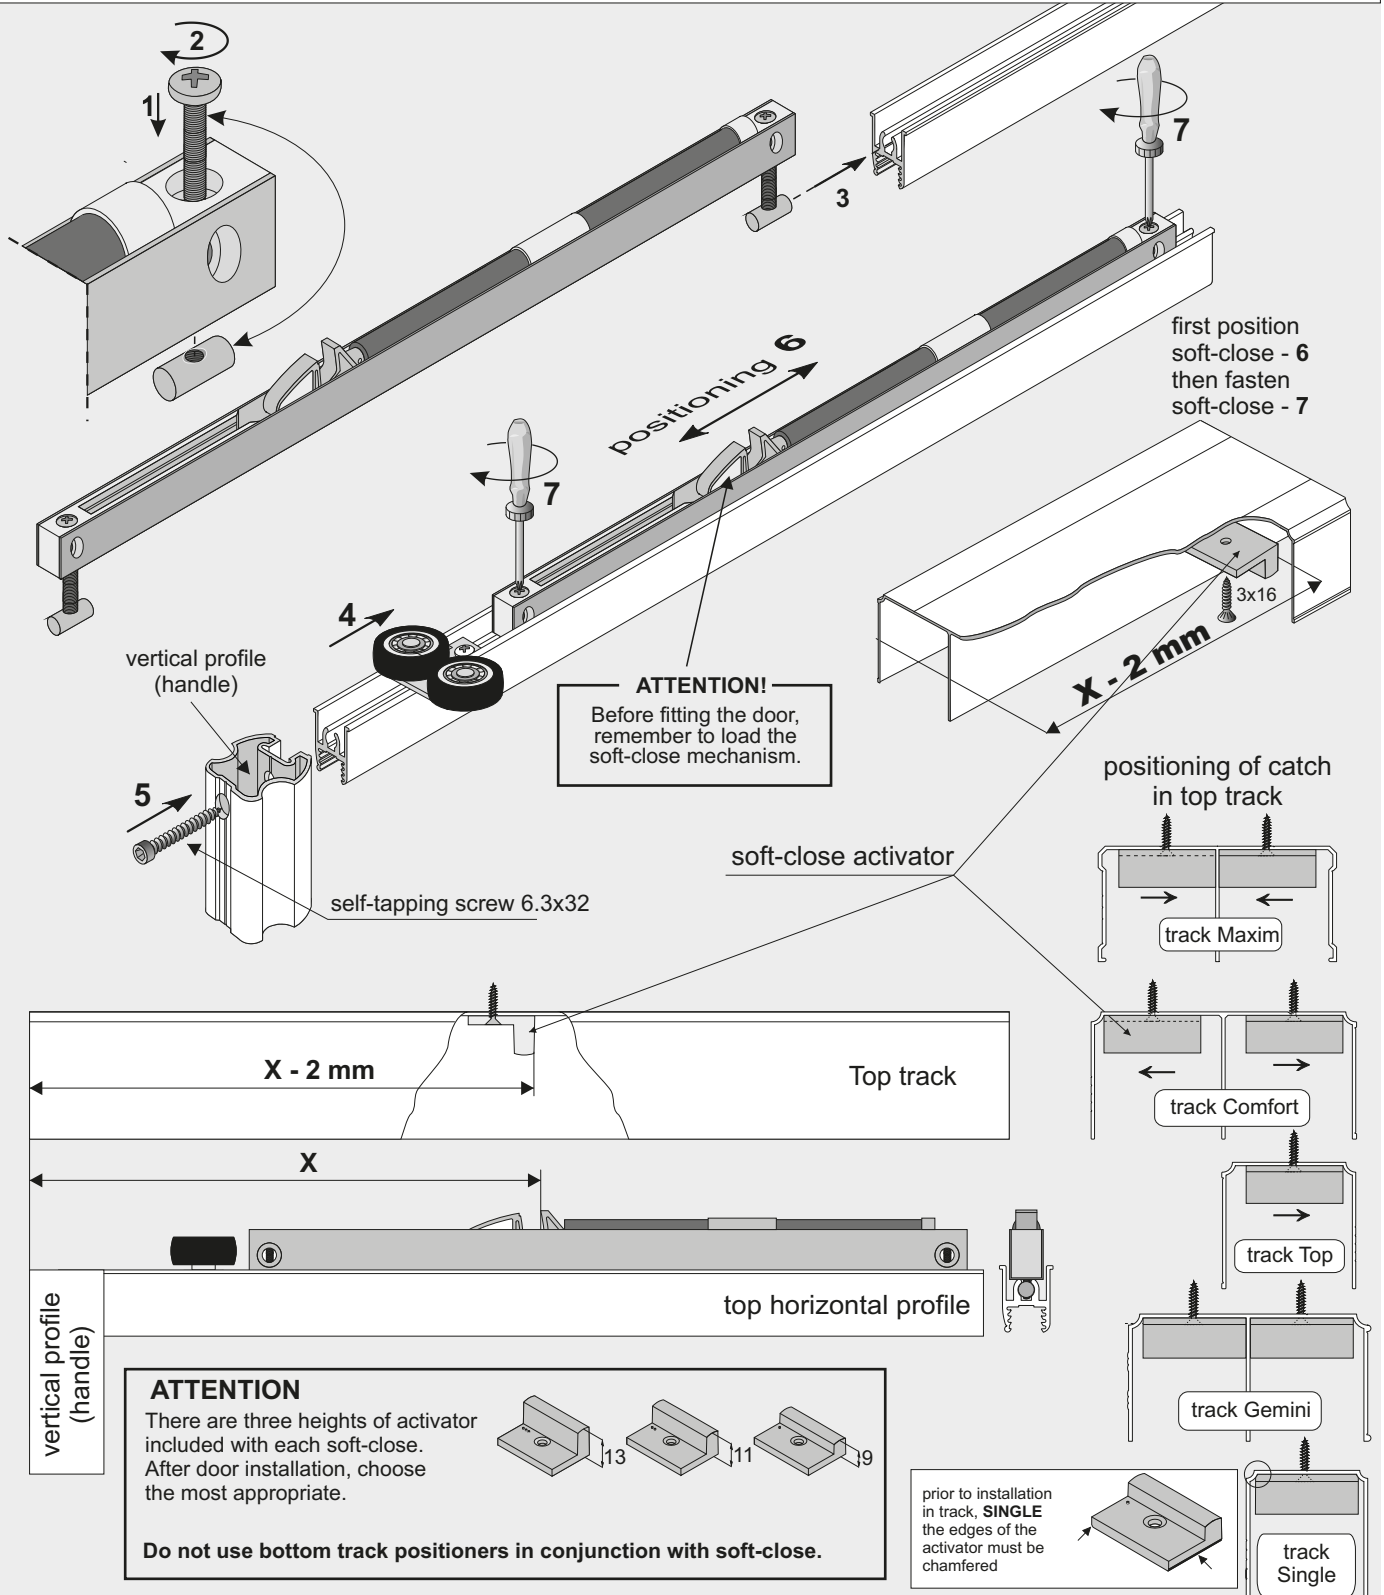 2
1
3
7
first position
soft-close - 6
then fasten
soft-close - 7
positioning 6
7
4
3x16
X - 2 mm
vertical profile
(handle)
ATTENTION!
Before fitting the door,
remember to load the
soft-close mechanism.
5
self-tapping screw 6.3x32
soft-close activator
positioning of catch
in top track
track Maxim
X - 2 mm
Top track
track Comfort
X
track Top
top horizontal profile
vertical profile
(handle)
track Gemini
ATTENTION
There are three heights of activator
included with each soft-close.
After door installation, choose
the most appropriate.
13
11
9
Do not use bottom track positioners in conjunction with soft-close.
prior to installation
in track, SINGLE
the edges of the
activator must be
chamfered
track
Single